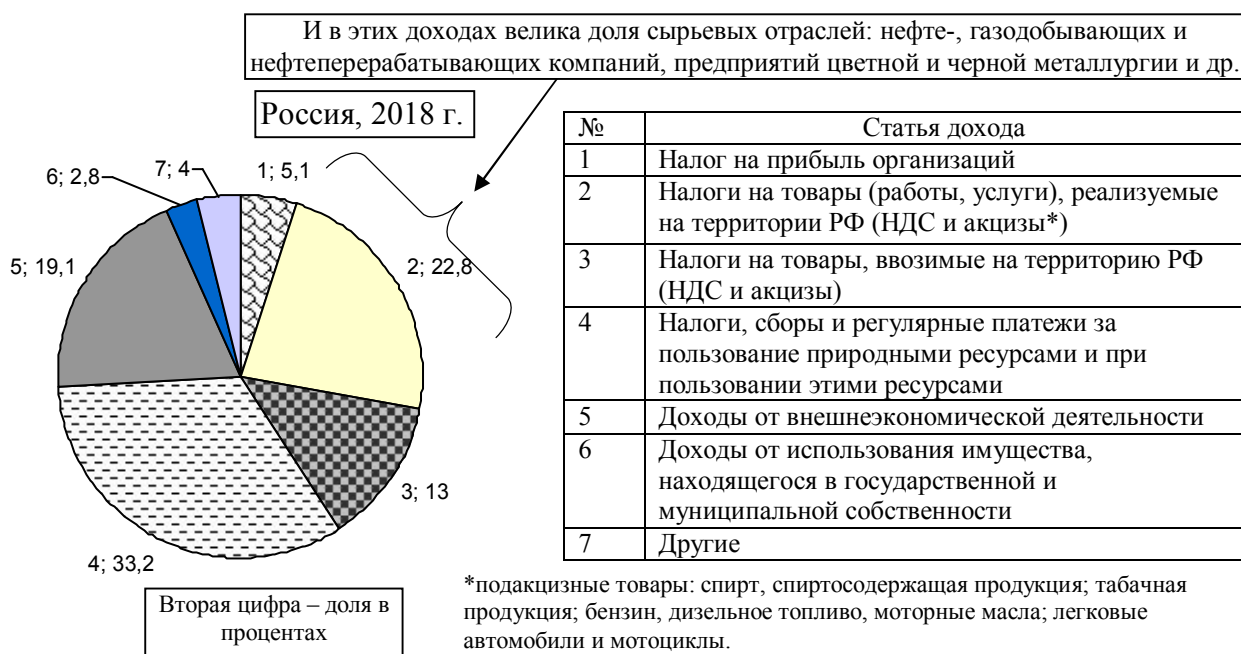 И в этих доходах велика доля сырьевых отраслей: нефте-, газодобывающих и
нефтеперерабатывающих компаний, предприятий цветной и черной металлургии и др.
Россия, 2018 г.
1; 5,1
2; 22,8
3; 13
4; 33,2
5; 19,1
6; 2,8
7; 4
Вторая цифра – доля в
процентах
№ Статья дохода
1 Налог на прибыль организаций
2 Налоги на товары (работы, услуги), реализуемые
на территории РФ (НДС и акцизы*)
3 Налоги на товары, ввозимые на территорию РФ
(НДС и акцизы)
4 Налоги, сборы и регулярные платежи за
пользование природными ресурсами и при
пользовании этими ресурсами
5 Доходы от внешнеэкономической деятельности
6 Доходы от использования имущества,
находящегося в государственной и
муниципальной собственности
7 Другие
*подакцизные товары: спирт, спиртосодержащая продукция; табачная
продукция; бензин, дизельное топливо, моторные масла; легковые
автомобили и мотоциклы.